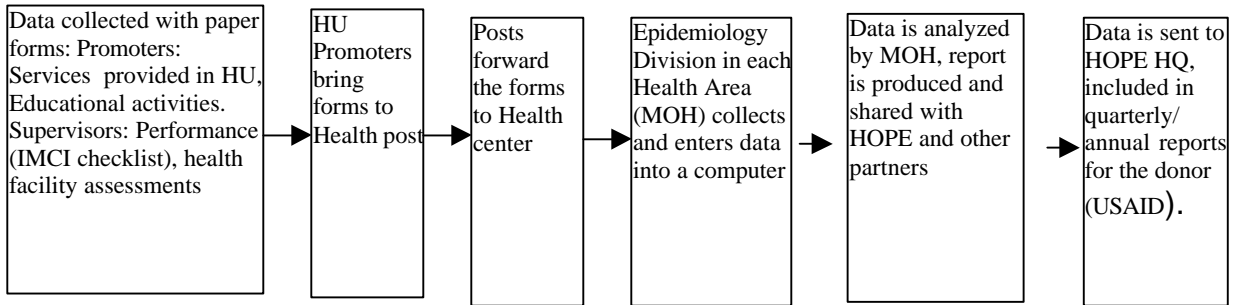 Data collected with paper
forms: Promoters:
Services provided in HU,
Educational activities.
Supervisors: Performance
(IMCI checklist), health
facility assessments
HU
Promoters
bring
forms to
Health post
Posts
forward
the forms
to Health
center
Epidemiology
Division in each
Health Area
(MOH) collects
and enters data
into a computer
Data is analyzed
by MOH, report
is produced and
shared with
HOPE and other
partners
Data is sent to
HOPE HQ,
included in
quarterly/
annual reports
for the donor
(USAID).